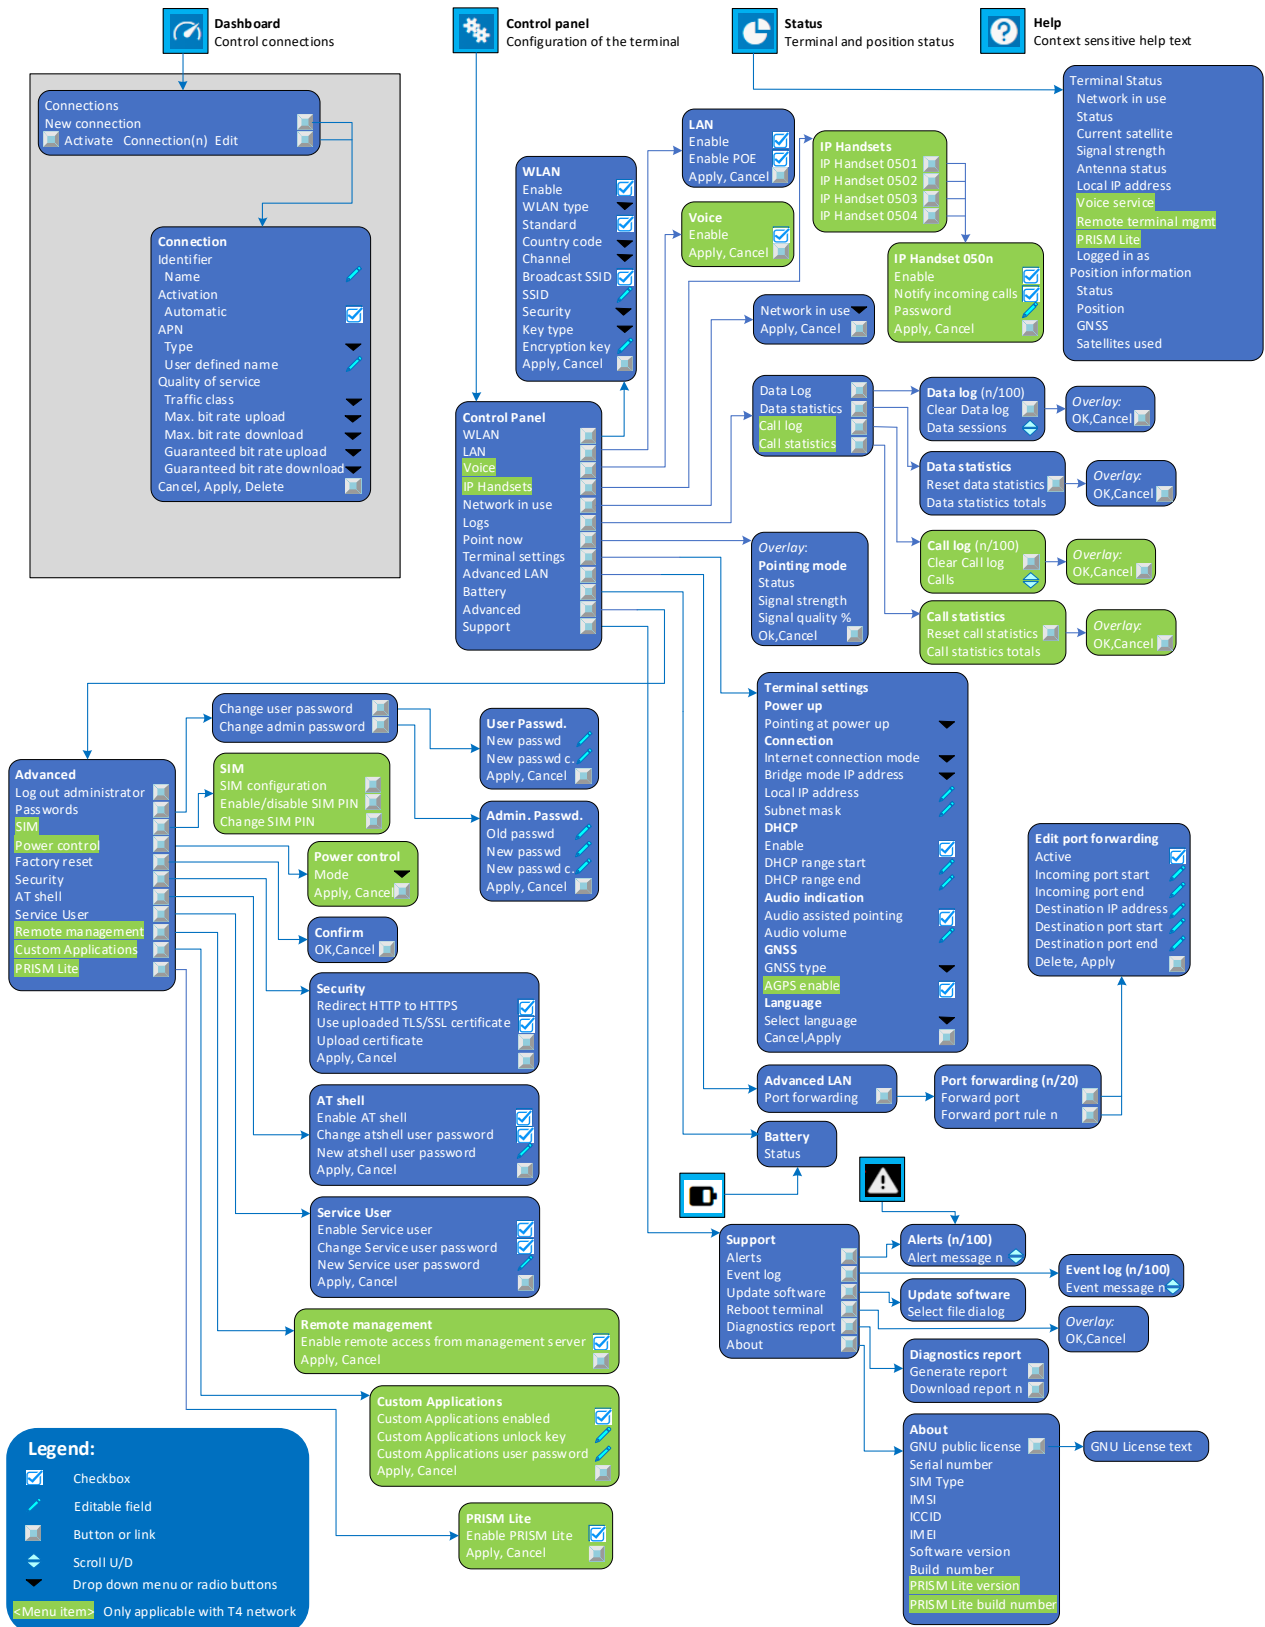 Dashboard
Control connections
Control panel
Configuration of the terminal
Status
Terminal and position status
Help
Context sensitive help text
Connections
New connection
Activate Connection(n) Edit
Connection
Identifier
Name
Activation
Automatic
APN
Type
User defined name
Quality of service
Traffic class
Max. bit rate upload
Max. bit rate download
Guaranteed bit rate upload
Guaranteed bit rate download
Cancel, Apply, Delete
WLAN
Enable
WLAN type
Standard
Country code
Channel
Broadcast SSID
SSID
Security
Key type
Encryption key
Apply, Cancel
LAN
Enable
Enable POE
Apply, Cancel
Voice
Enable
Apply, Cancel
IP Handsets
IP Handset 0501
IP Handset 0502
IP Handset 0503
IP Handset 0504
IP Handset 050n
Enable
Notify incoming calls
Password
Apply, Cancel
Terminal Status
Network in use
Status
Current satellite
Signal strength
Antenna status
Local IP address
Voice service
Remote terminal mgmt
PRISM Lite
Logged in as
Position information
Status
Position
GNSS
Satellites used
Network in use
Apply, Cancel
Control Panel
WLAN
LAN
Voice
IP Handsets
Network in use
Logs
Point now
Terminal settings
Advanced LAN
Battery
Advanced
Support
Data Log
Data statistics
Call log
Call statistics
Data log (n/100)
Clear Data log
Data sessions
Overlay:
OK,Cancel
Data statistics
Reset data statistics
Data statistics totals
Overlay:
OK,Cancel
Call log (n/100)
Clear Call log
Calls
Overlay:
OK,Cancel
Call statistics
Reset call statistics
Call statistics totals
Overlay:
OK,Cancel
Overlay:
Pointing mode
Status
Signal strength
Signal quality %
Ok,Cancel
Terminal settings
Power up
Pointing at power up
Connection
Internet connection mode
Bridge mode IP address
Local IP address
Subnet mask
DHCP
Enable
DHCP range start
DHCP range end
Audio indication
Audio assisted pointing
Audio volume
GNSS
GNSS type
AGPS enable
Language
Select language
Cancel,Apply
Change user password
Change admin password
User Passwd.
New passwd
New passwd c.
Apply, Cancel
Admin. Passwd.
Old passwd
New passwd
New passwd c.
Apply, Cancel
Advanced
Log out administrator
Passwords
SIM
Power control
Factory reset
Security
AT shell
Service User
Remote management
Custom Applications
PRISM Lite
SIM
SIM configuration
Enable/disable SIM PIN
Change SIM PIN
Power control
Mode
Apply, Cancel
Confirm
OK,Cancel
Security
Redirect HTTP to HTTPS
Use uploaded TLS/SSL certificate
Upload certificate
Apply, Cancel
AT shell
Enable AT shell
Change atshell user password
New atshell user password
Apply, Cancel
Service User
Enable Service user
Change Service user password
New Service user password
Apply, Cancel
Remote management
Enable remote access from management server
Apply, Cancel
Custom Applications
Custom Applications enabled
Custom Applications unlock key
Custom Applications user password
Apply, Cancel
PRISM Lite
Enable PRISM Lite
Apply, Cancel
Edit port forwarding
Active
Incoming port start
Incoming port end
Destination IP address
Destination port start
Destination port end
Delete, Apply
Advanced LAN
Port forwarding
Port forwarding (n/20)
Forward port
Forward port rule n
Battery
Status
Support
Alerts
Event log
Update software
Reboot terminal
Diagnostics report
About
Alerts (n/100)
Alert message n
Event log (n/100)
Event message n
Update software
Select file dialog
Overlay:
OK,Cancel
Diagnostics report
Generate report
Download report n
About
GNU public license
Serial number
SIM Type
IMSI
ICCID
IMEI
Software version
Build number
PRISM Lite version
PRISM Lite build number
GNU License text
Legend:
Checkbox
Editable field
Button or link
Scroll U/D
Drop down menu or radio buttons
<Menu item> Only applicable with T4 network